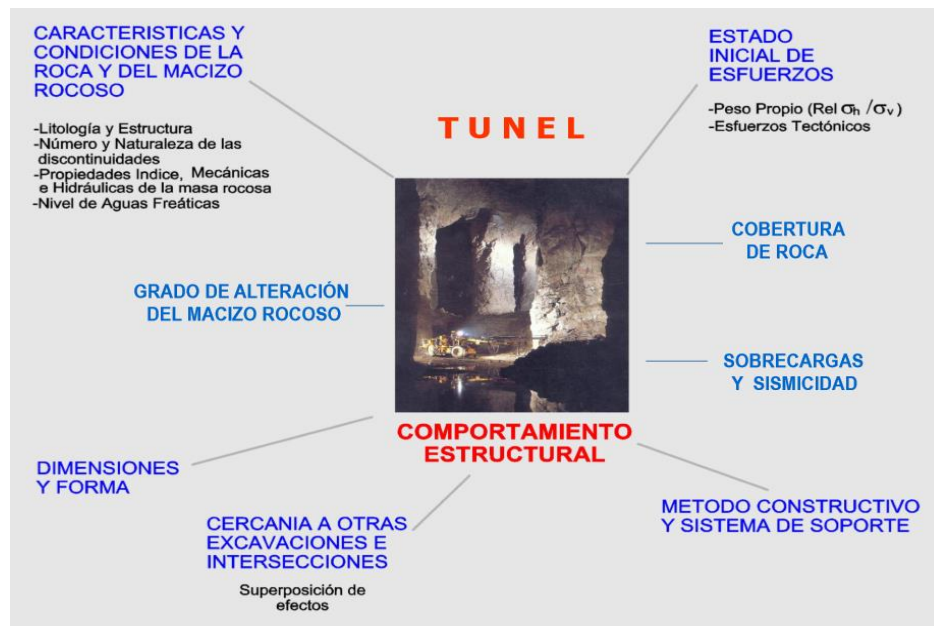 CARACTERISTICAS Y
CONDICIONES DE LA
ROCA Y DEL MACIZO
ROCOSO
-Litología y Estructura
-Número y Naturaleza de las
discontinuidades
-Propiedades Indice, Mecánicas
e Hidráulicas de la masa rocosa
-Nivel de Aguas Freáticas
ESTADO
INICIAL DE
ESFUERZOS
-Peso Propio (Rel σh /σv )
-Esfuerzos Tectónicos
TUNEL
COBERTURA
DE ROCA
GRADO DE ALTERACIÓN
DEL MACIZO ROCOSO
SOBRECARGAS
Y SISMICIDAD
COMPORTAMIENTO
ESTRUCTURAL
DIMENSIONES
Y FORMA
METODO CONSTRUCTIVO
Y SISTEMA DE SOPORTE
CERCANIA A OTRAS
EXCAVACIONES E
INTERSECCIONES
Superposición de
efectos